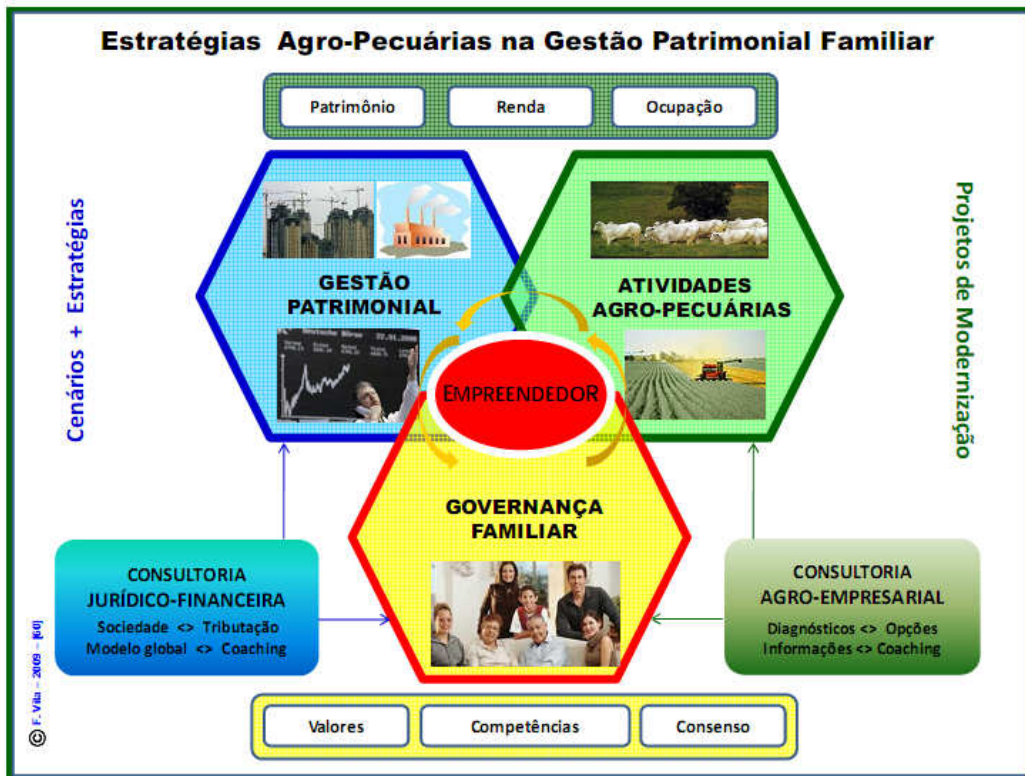 Estratégias Agro-Pecuárias na Gestão Patrimonial Familiar
Patrimônio
Renda
Ocupação
Cenários + Estratégias
Projetos de Modernização
GESTÃO
PATRIMONIAL
ATIVIDADES
AGRO-PECUÁRIAS
EMPREENDEDOR
GOVERNANÇA
FAMILIAR
CONSULTORIA
JURÍDICO-FINANCEIRA
Sociedade <> Tributação
Modelo global <> Coaching
CONSULTORIA
AGRO-EMPRESARIAL
Diagnósticos <> Opções
Informações <> Coaching
Valores
Competências
Consenso
© F. Vila – 2009 – [60]